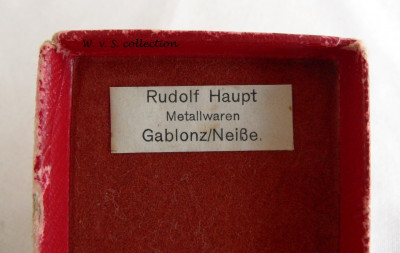 W. v. S. collection
Rudolf Haupt
Metallwaren
Gablonz/Neiße.